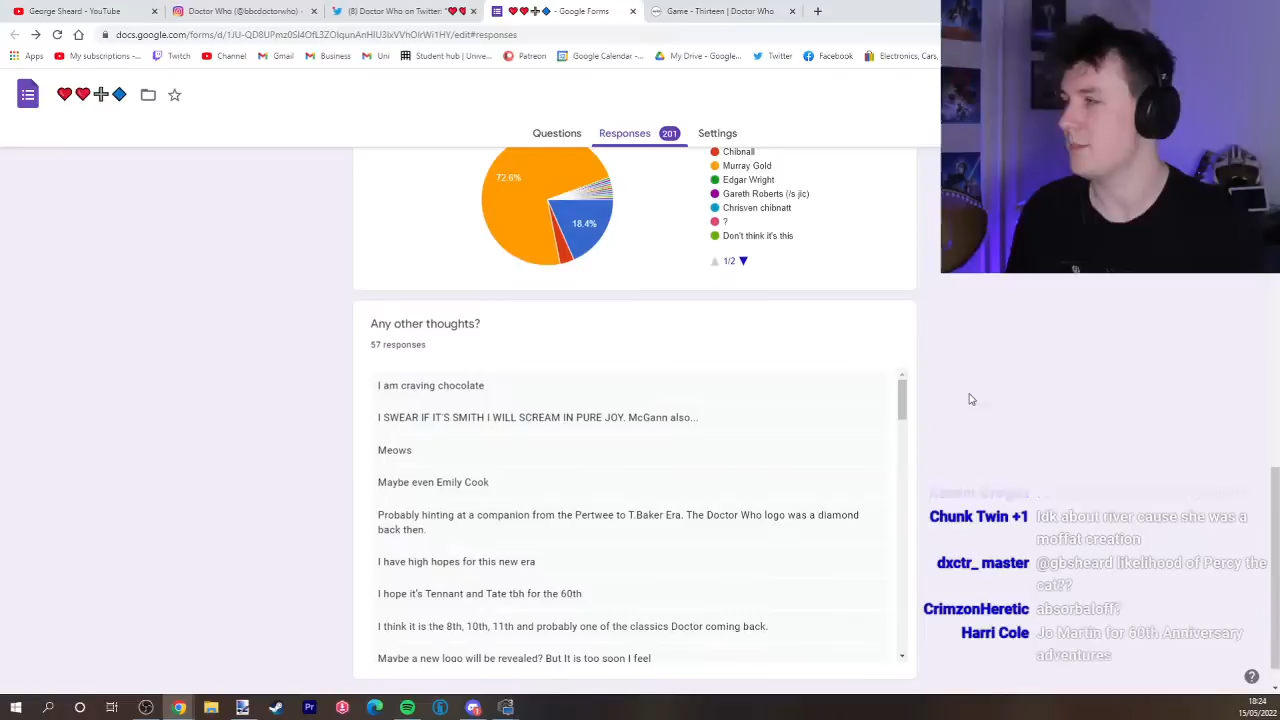 George Sheard - YouTube
Doctor Who (@bbcdoctorwho) •
(8) Doctor Who on Twitter: "❤❤
❤❤➕🔷 - Google Forms
Game - Thirteen | Doctor Who
docs.google.com/forms/d/
/edit#responses
Apps
My subscriptions -...
Twitch
Channel
Gmail
Business
Uni
Student hub | Unive...
Patreon
Google Calendar -...
My Drive - Google...
Twitter
Facebook
Electronics, Cars,
❤❤➕🔷
Questions
Responses 201
Settings
72.6%
18.4%
Chibnall
Murray Gold
Edgar Wright
Gareth Roberts (/s jic)
Chrisven chibnatt
?
Don't think it's this
1/2
Any other thoughts?
57 responses
I am craving chocolate
I SWEAR IF IT'S SMITH I WILL SCREAM IN PURE JOY. McGann also...
Meows
Maybe even Emily Cook
Probably hinting at a companion from the Pertwee to T.Baker Era. The Doctor Who logo was a diamond
back then.
I have high hopes for this new era
I hope it's Tennant and Tate tbh for the 60th
I think it is the 8th, 10th, 11th and probably one of the classics Doctor coming back.
Maybe a new logo will be revealed? But It is too soon I feel
Chunk Twin +1 Idk about river cause she was a
moffat creation
dxctr_ master @gbsheard likelihood of Percy the
cat??
CrimzonHeretic absorbaloff?
Harri Cole Jo Martin for 60th Anniversary
adventures
18:24
15/05/2022